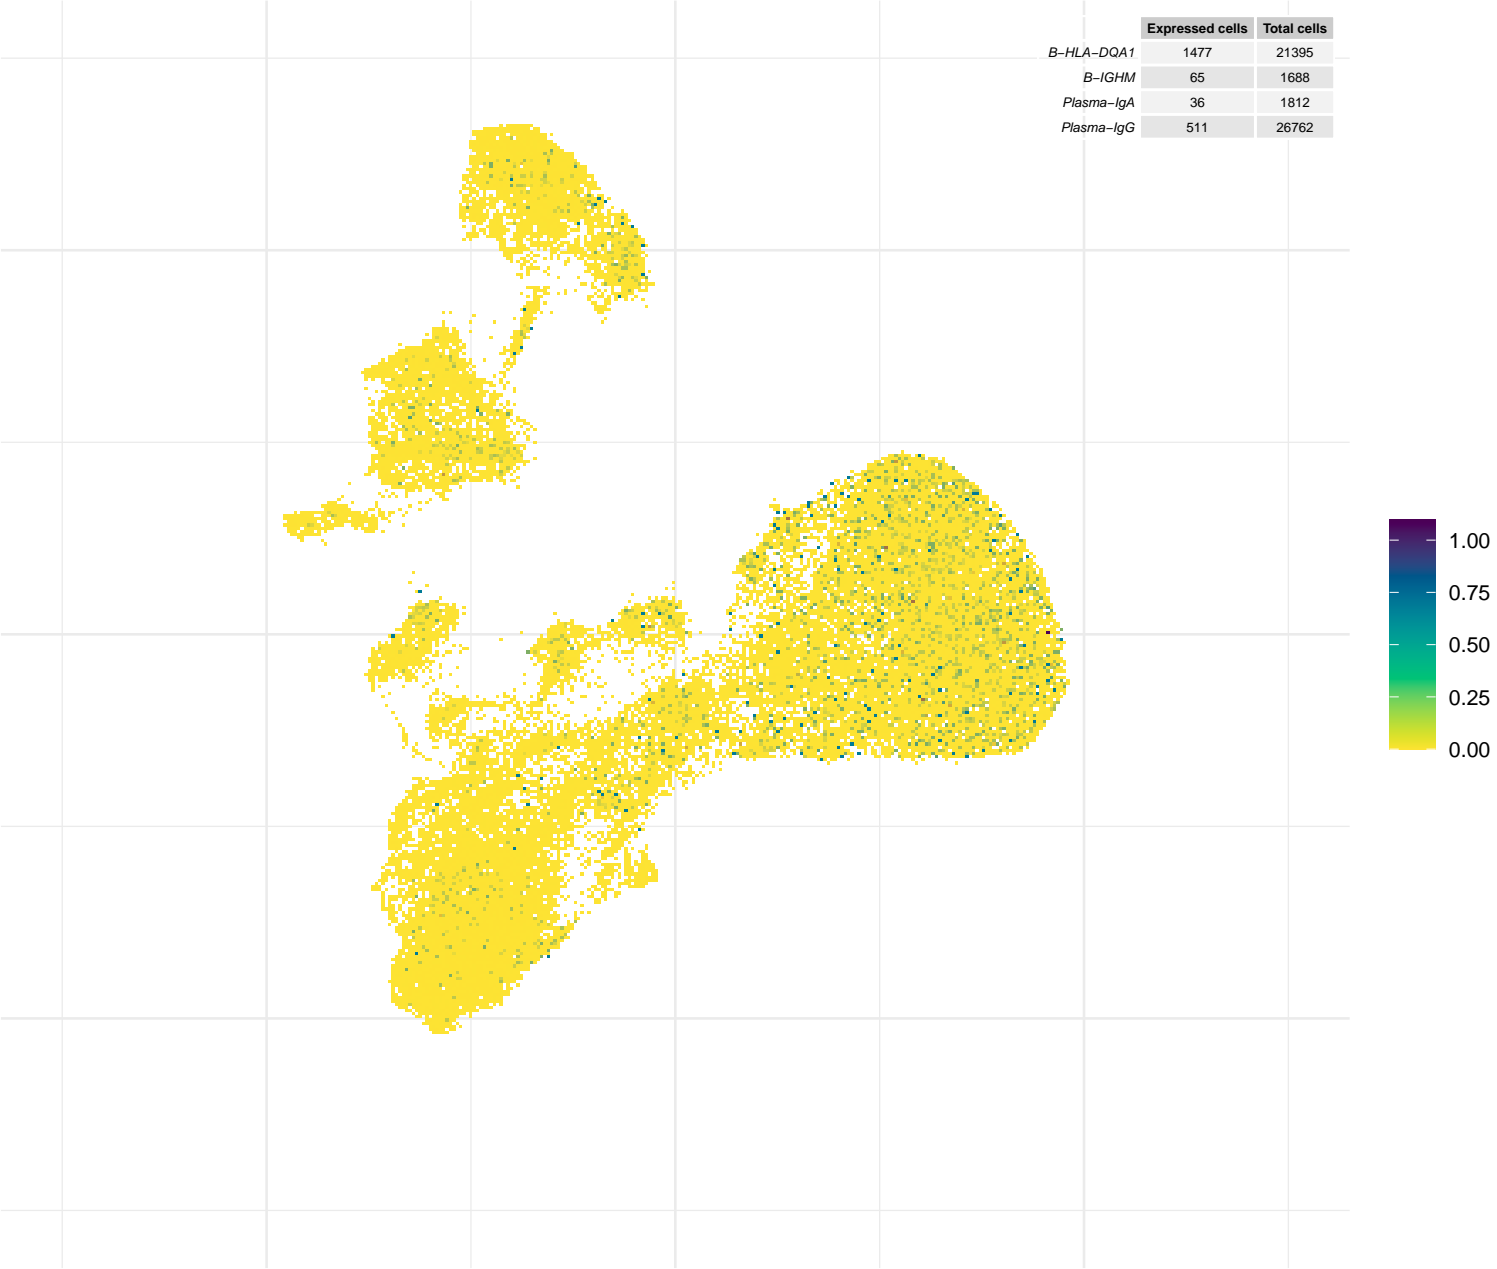 Expressed cells Total cells
B−HLA−DQA1 1477 21395
B−IGHM 65 1688
Plasma−IgA 36 1812
Plasma−IgG 511 26762
1.00
0.75
0.50
0.25
0.00